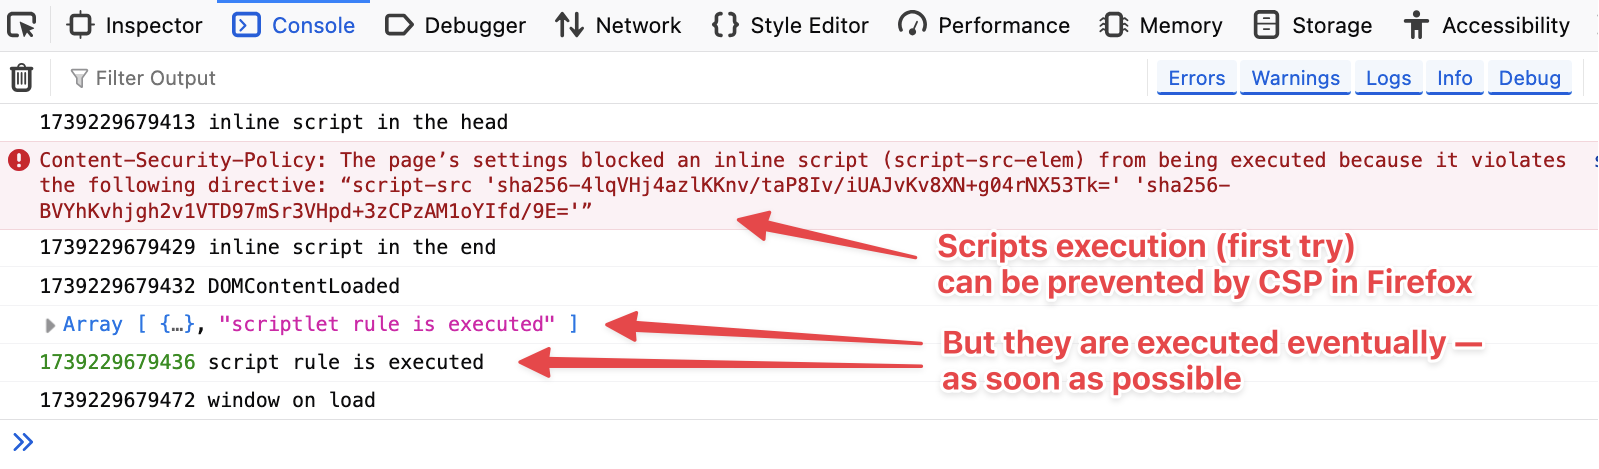 Inspector Console Debugger Network Style Editor Performance Memory Storage Accessibility
Filter Output Errors Warnings Logs Info Debug
1739229679413 inline script in the head
Content-Security-Policy: The page’s settings blocked an inline script (script-src-elem) from being executed because it violates
the following directive: “script-src 'sha256-4lqVHj4azlKKnv/taP8Iv/iUAJvKv8XN+g04rNX53Tk=' 'sha256-
BVYhKvhjgh2v1VTD97mSr3VHpd+3zCPzAM1oYIfd/9E='”
1739229679429 inline script in the end
Scripts execution (first try)
can be prevented by CSP in Firefox
1739229679432 DOMContentLoaded
Array [ {…}, "scriptlet rule is executed" ]
But they are executed eventually —
as soon as possible
1739229679436 script rule is executed
1739229679472 window on load